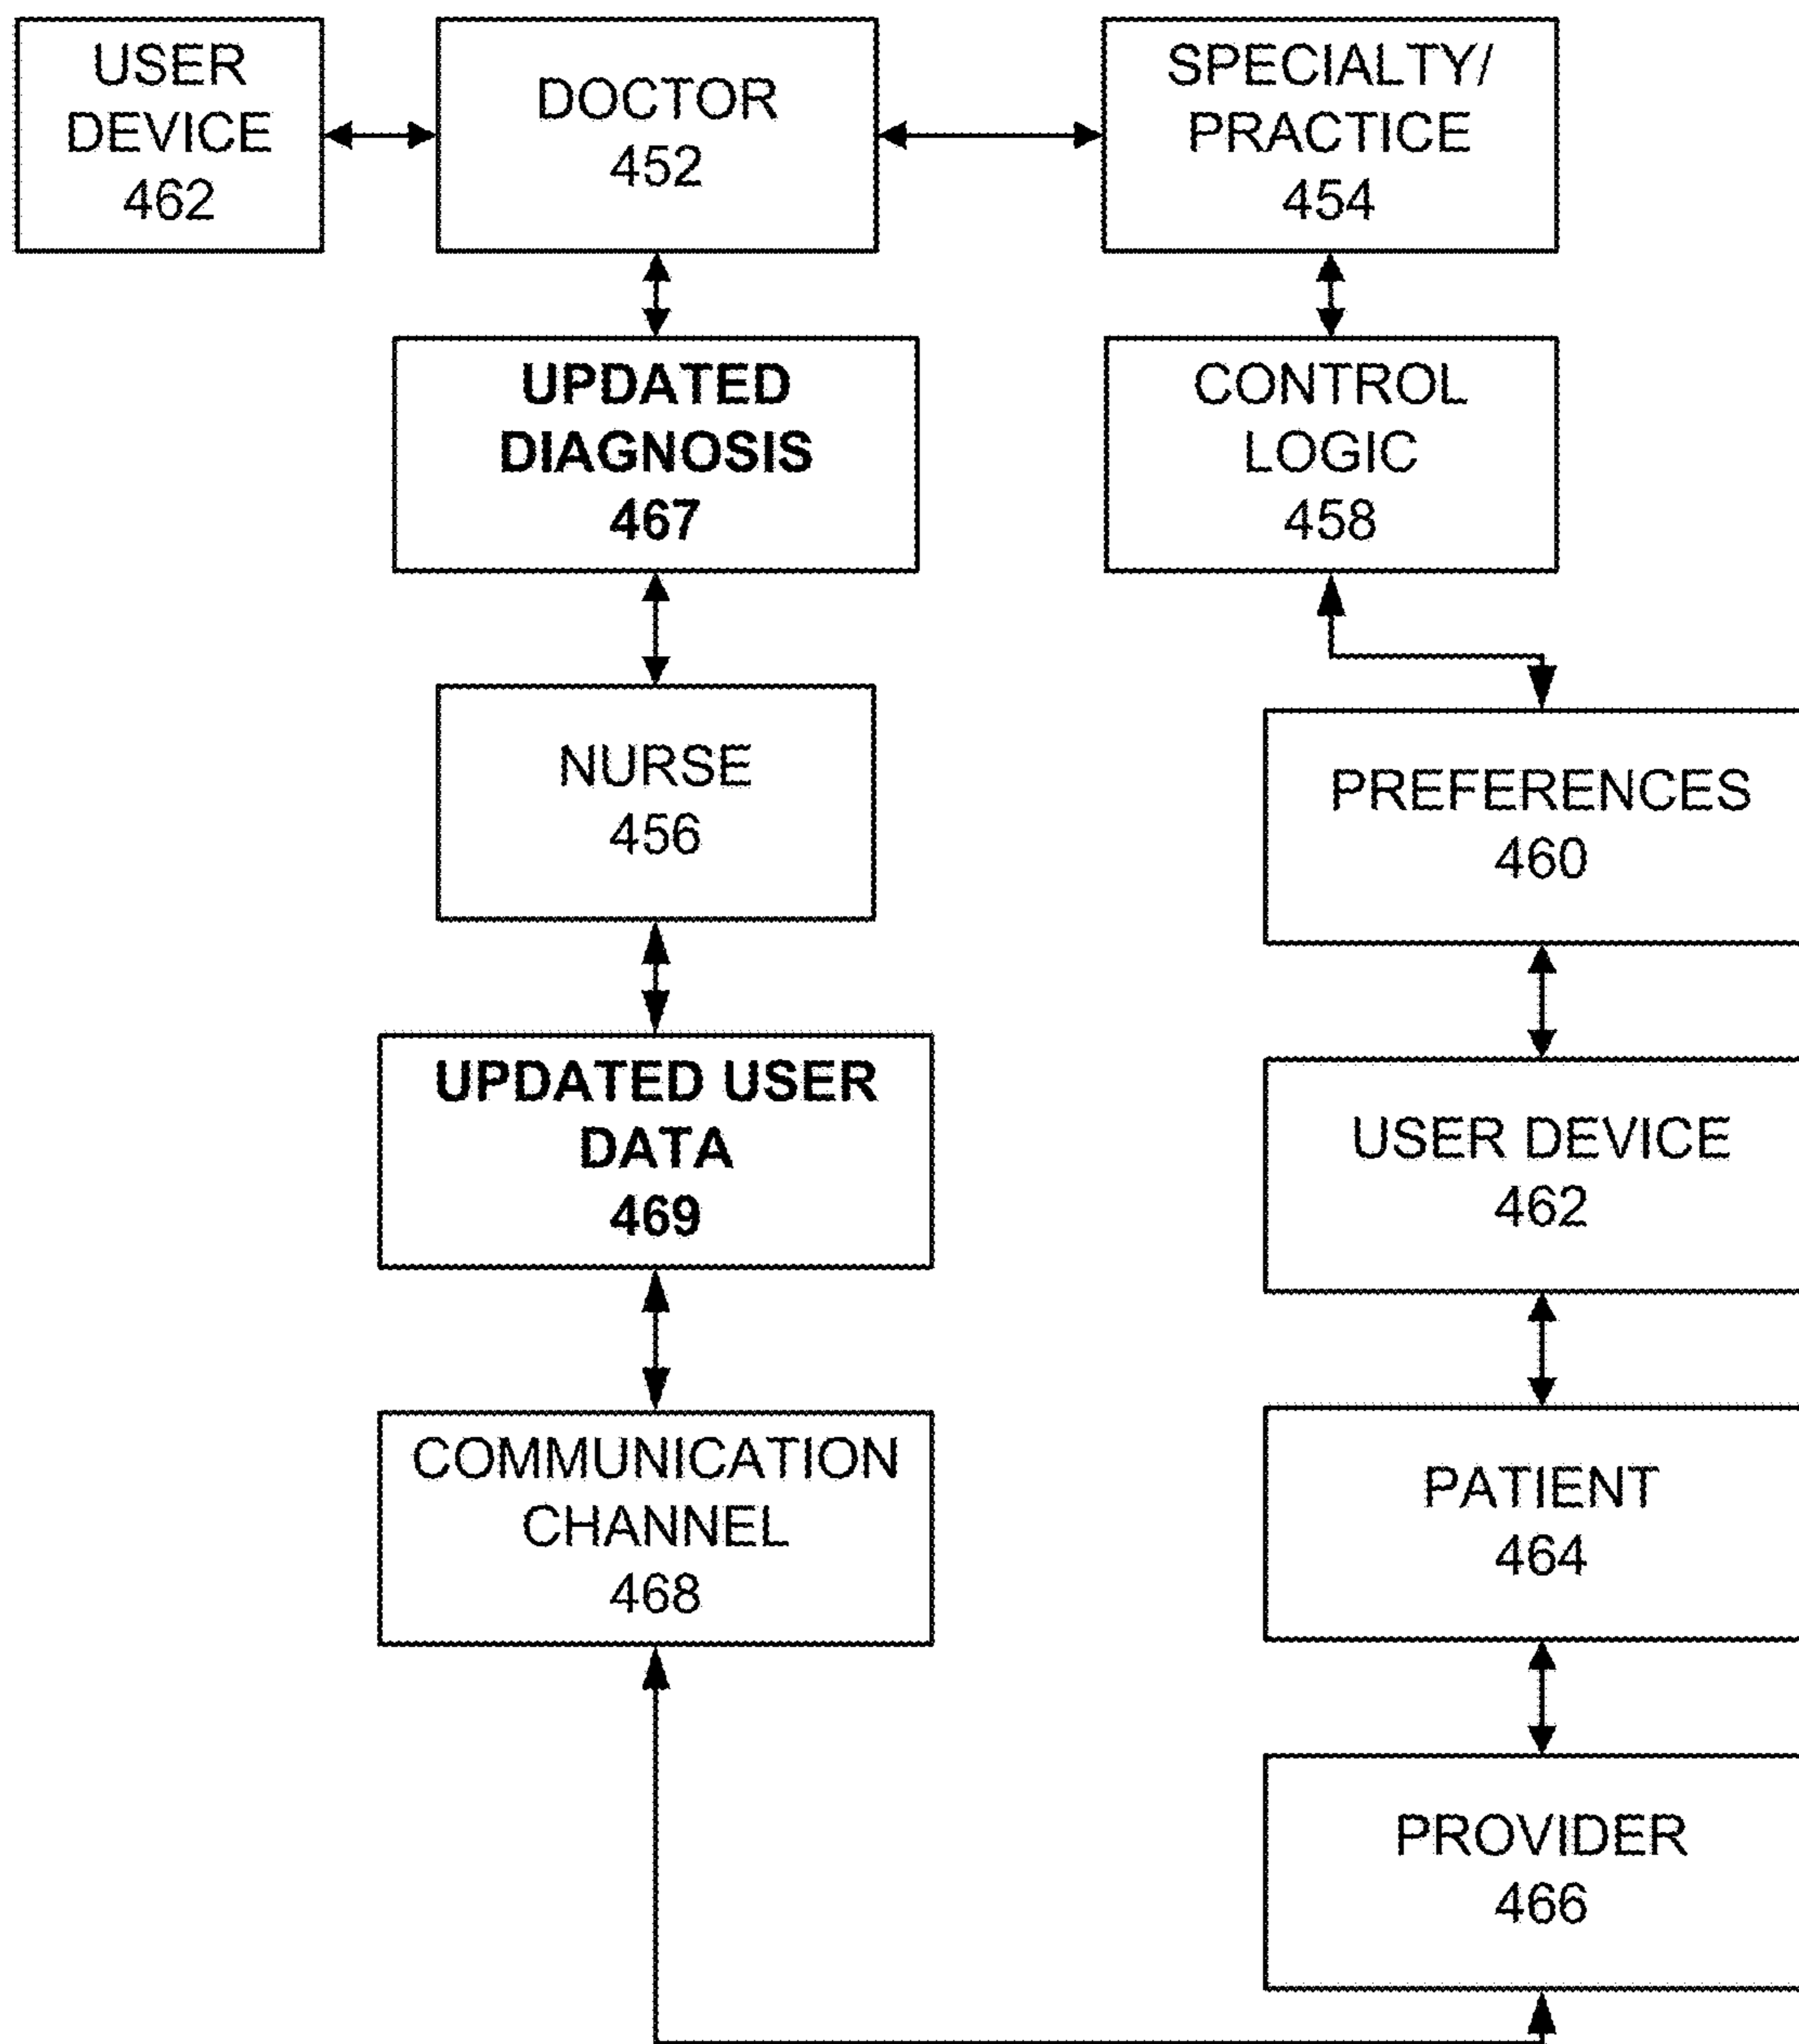 USER
DEVICE
462
DOCTOR
452
SPECIALTY/
PRACTICE
454
UPDATED
DIAGNOSIS
467
CONTROL
LOGIC
458
NURSE
456
PREFERENCES
460
UPDATED USER
DATA
469
USER DEVICE
462
COMMUNICATION
CHANNEL
468
PATIENT
464
PROVIDER
466